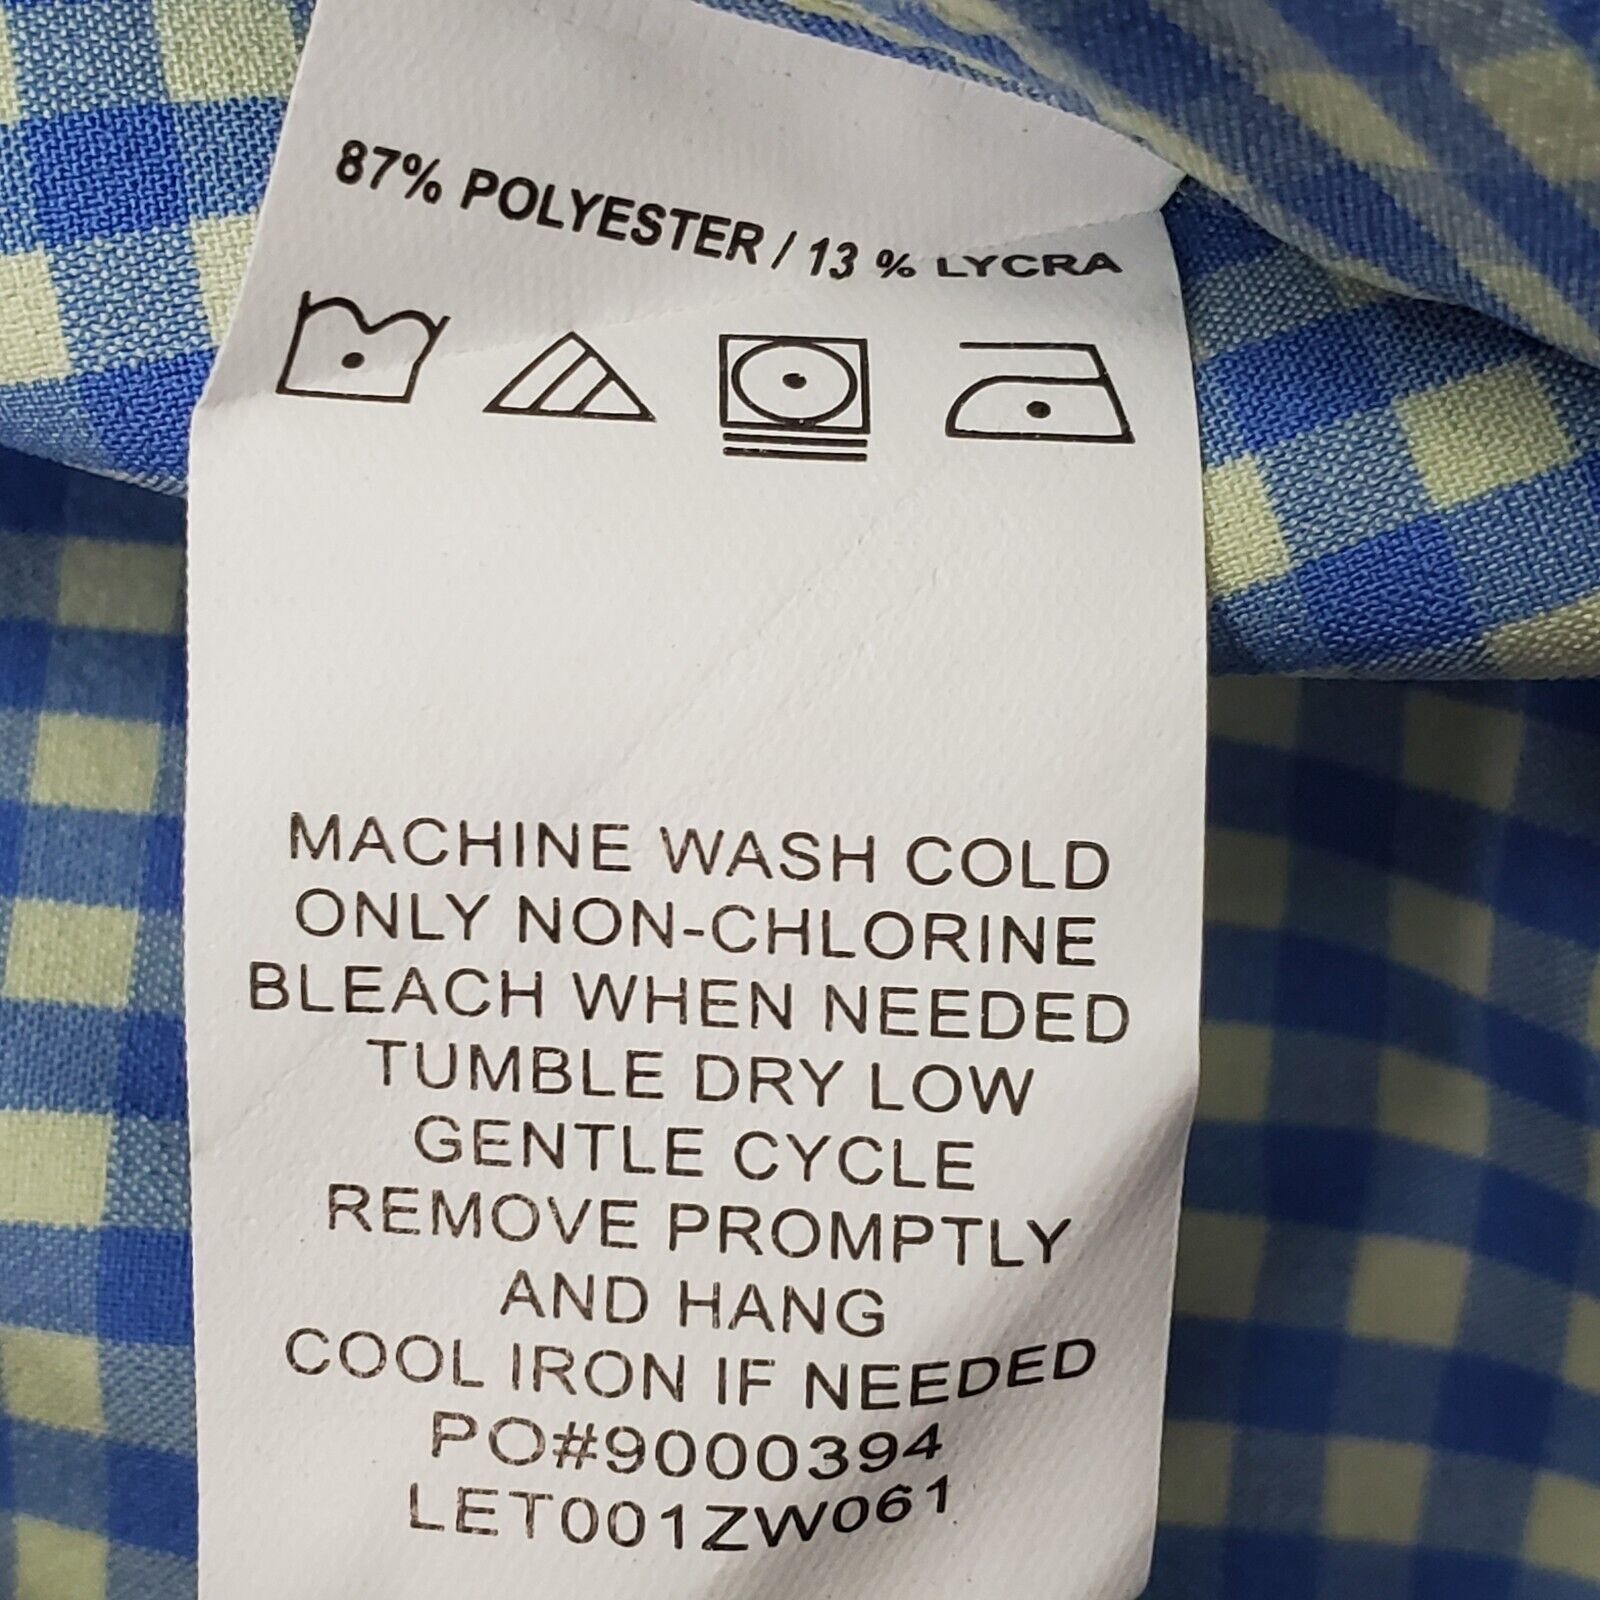 87% POLYESTER / 13 % LYCRA
MACHINE WASH COLD
ONLY NON-CHLORINE
BLEACH WHEN NEEDED
TUMBLE DRY LOW
GENTLE CYCLE
REMOVE PROMPTLY
AND HANG
COOL IRON IF NEEDED
PO#9000394
LET001ZW061